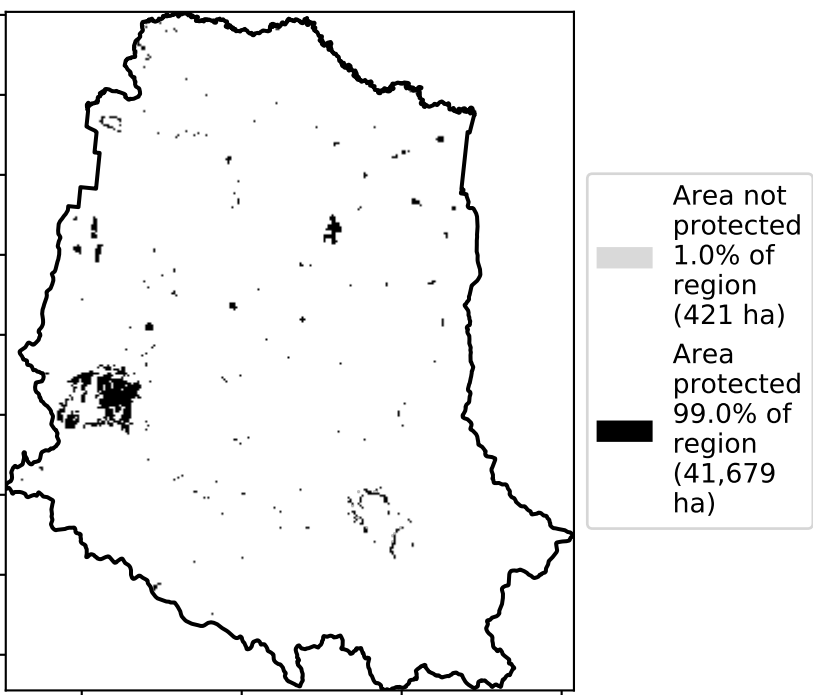 Area not
protected
1.0% of
region
(421 ha)
Area
protected
99.0% of
region
(41,679
ha)